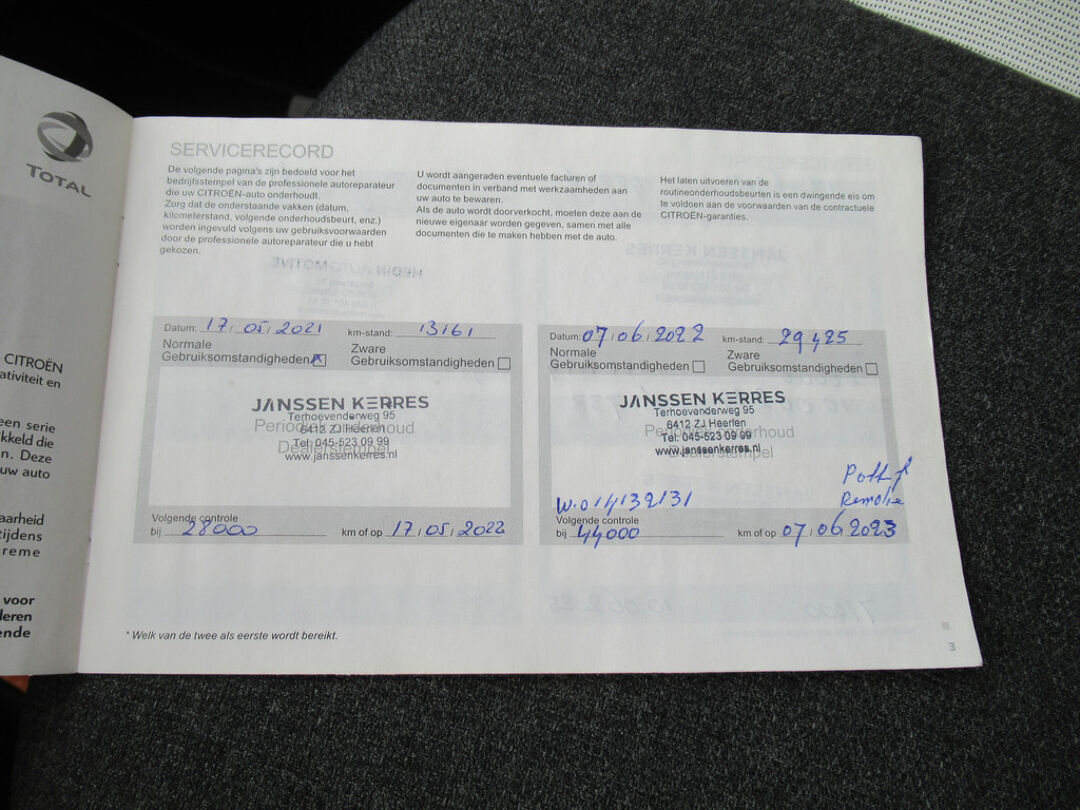 TOTAL
CITROËN
ativiteit en
een serie
kkeld die
n. Deze
uw auto
aarheid
tijdens
reme
voor
leren
ende
SERVICERECORD
De volgende pagina's zijn bedoeld voor het
bedrijfsstempel van de professionele autoreparateur
die uw CITROËN-auto onderhoudt.
Zorg dat de onderstaande vakken (datum,
kilometerstand, volgende onderhoudsbeurt, enz.)
worden ingevuld volgens uw gebruiksvoorwaarden
door de professionele autoreparateur die u hebt
gekozen.
U wordt aangeraden eventuele facturen of
documenten in verband met werkzaamheden aan
uw auto te bewaren.
Als de auto wordt doorverkocht, moeten deze aan de
nieuwe eigenaar worden gegeven, samen met alle
documenten die te maken hebben met de auto.
Het laten uitvoeren van de
routineonderhoudsbeurten is een dwingende eis om
te voldoen aan de voorwaarden van de contractuele
CITROËN-garanties.
Datum: 17/05/2021 km-stand: 13161
Normale
Gebruiksomstandigheden
Zware
Gebruiksomstandigheden
JANSSEN KERRES
Terhoevenderweg 95
6412 ZJ Heerlen
Tel: 045-523 09 99
www.janssenkerres.nl
Periodiek Onderhoud
Dealerstempel
Volgende controle
bij 28000 km of op 17/05/2022
Datum: 07/06/2022 km-stand: 29425
Normale
Gebruiksomstandigheden
Zware
Gebruiksomstandigheden
JANSSEN KERRES
Terhoevenderweg 95
6412 ZJ Heerlen
Tel: 045-523 09 99
www.janssenkerres.nl
Periodiek Onderhoud
Dealerstempel
w.o 14132131
Volgende controle
bij 44000 km of op 07/06/2023
* Welk van de twee als eerste wordt bereikt.
3